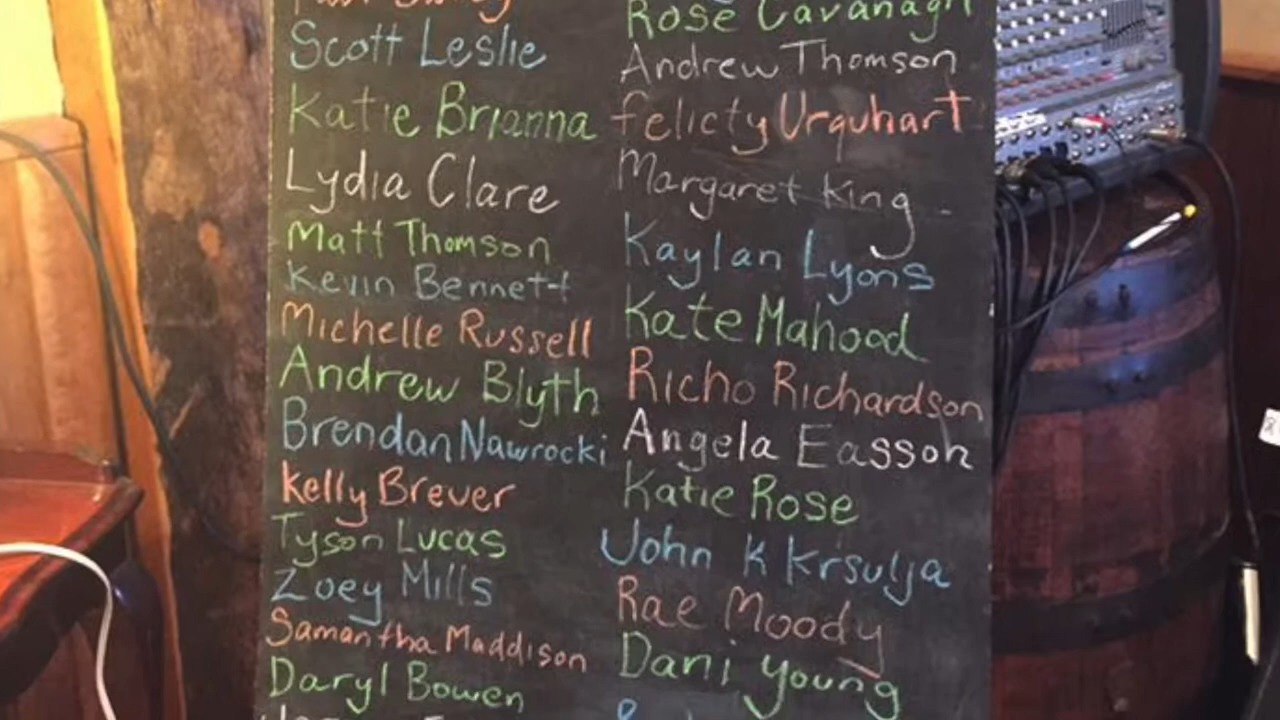 Scott Leslie
Katie Brianna
Lydia Clare
Matt Thomson
Kevin Bennett
Michelle Russell
Andrew Blyth
Brendan Nawrocki
Kelly Brever
Tyson Lucas
Zoey Mills
Samantha Maddison
Daryl Bowen
Rose Cavanagh
Andrew Thomson
felicty Urquhart
Margaret King
Kaylan Lyons
Kate Mahood
Richo Richardson
Angela Easson
Katie Rose
John K Krsulja
Rae Moody
Dani Young